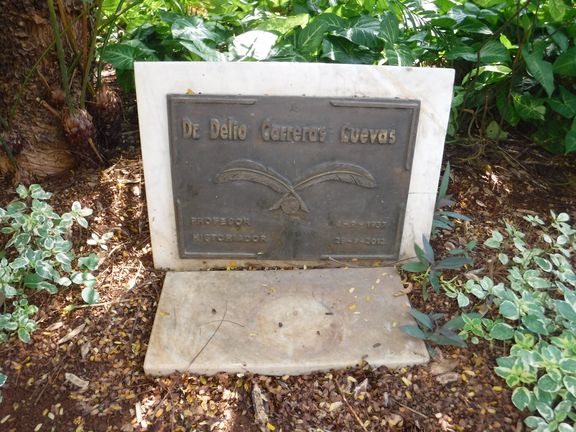 Dr. Delio Carreras Cuevas
PROFESOR
HISTORIADOR